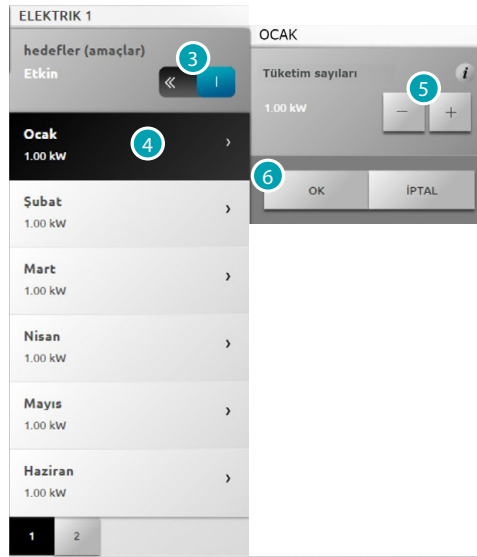 ELEKTRIK 1
hedefler (amaçlar)
Etkin
3
Ocak
1.00 kW
4
Şubat
1.00 kW
Mart
1.00 kW
Nisan
1.00 kW
Mayıs
1.00 kW
Haziran
1.00 kW
1 2
OCAK
Tüketim sayıları i
5
1.00 kW − +
6
OK İPTAL